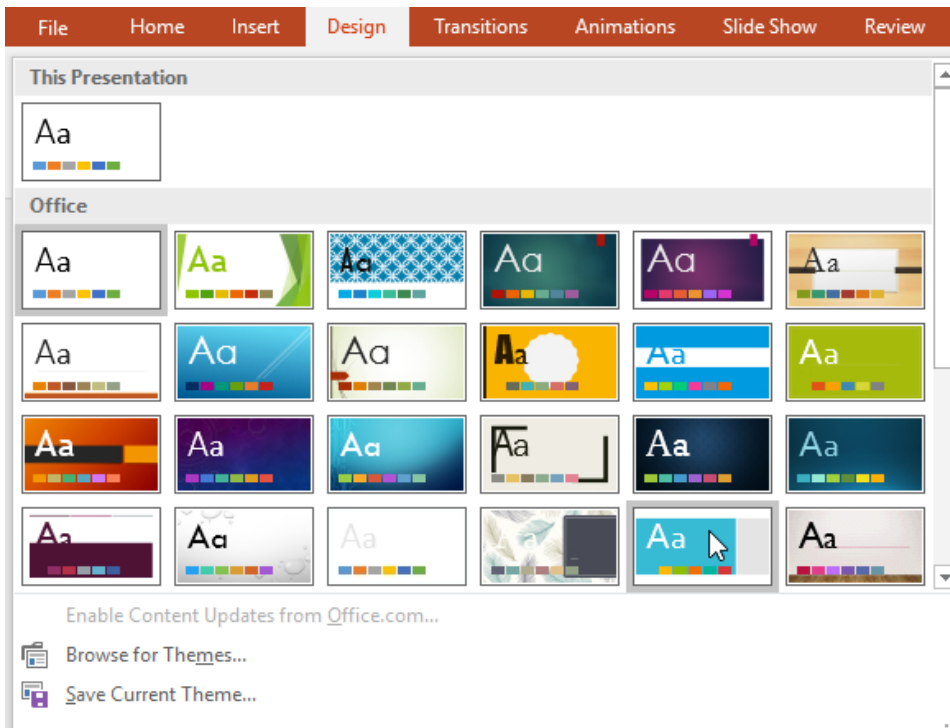 File Home Insert Design Transitions Animations Slide Show Review
This Presentation
Aa
Office
Aa Aa Aa Aa Aa Aa
Aa Aa Aa Aa Aa Aa
Aa Aa Aa Aa Aa Aa
Aa Aa Aa Aa Aa Aa
Enable Content Updates from Office.com...
Browse for Themes...
Save Current Theme...